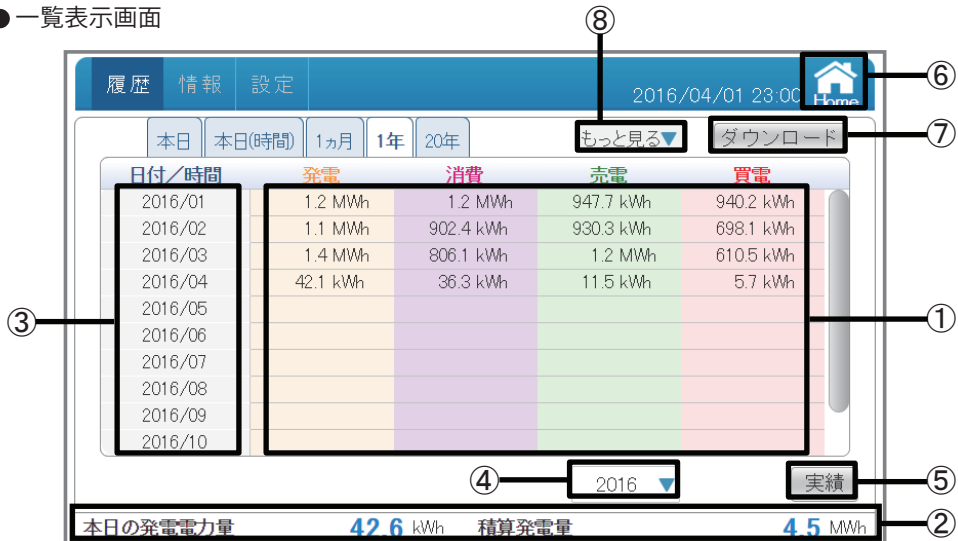 ● 一覧表示画面
⑧
履歴 情報 設定 2016/04/01 23:00 Home ⑥
本日 本日(時間) 1ヵ月 1年 20年 もっと見る▼ ダウンロード ⑦
日付／時間 発電 消費 売電 買電
2016/01 1.2 MWh 1.2 MWh 947.7 kWh 940.2 kWh
2016/02 1.1 MWh 902.4 kWh 930.3 kWh 698.1 kWh
2016/03 1.4 MWh 806.1 kWh 1.2 MWh 610.5 kWh
2016/04 42.1 kWh 36.3 kWh 11.5 kWh 5.7 kWh
③ 2016/05 ①
2016/06
2016/07
2016/08
2016/09
2016/10
④ 2016 ▼ 実績 ⑤
本日の発電電力量 42.6 kWh 積算発電量 4.5 MWh ②